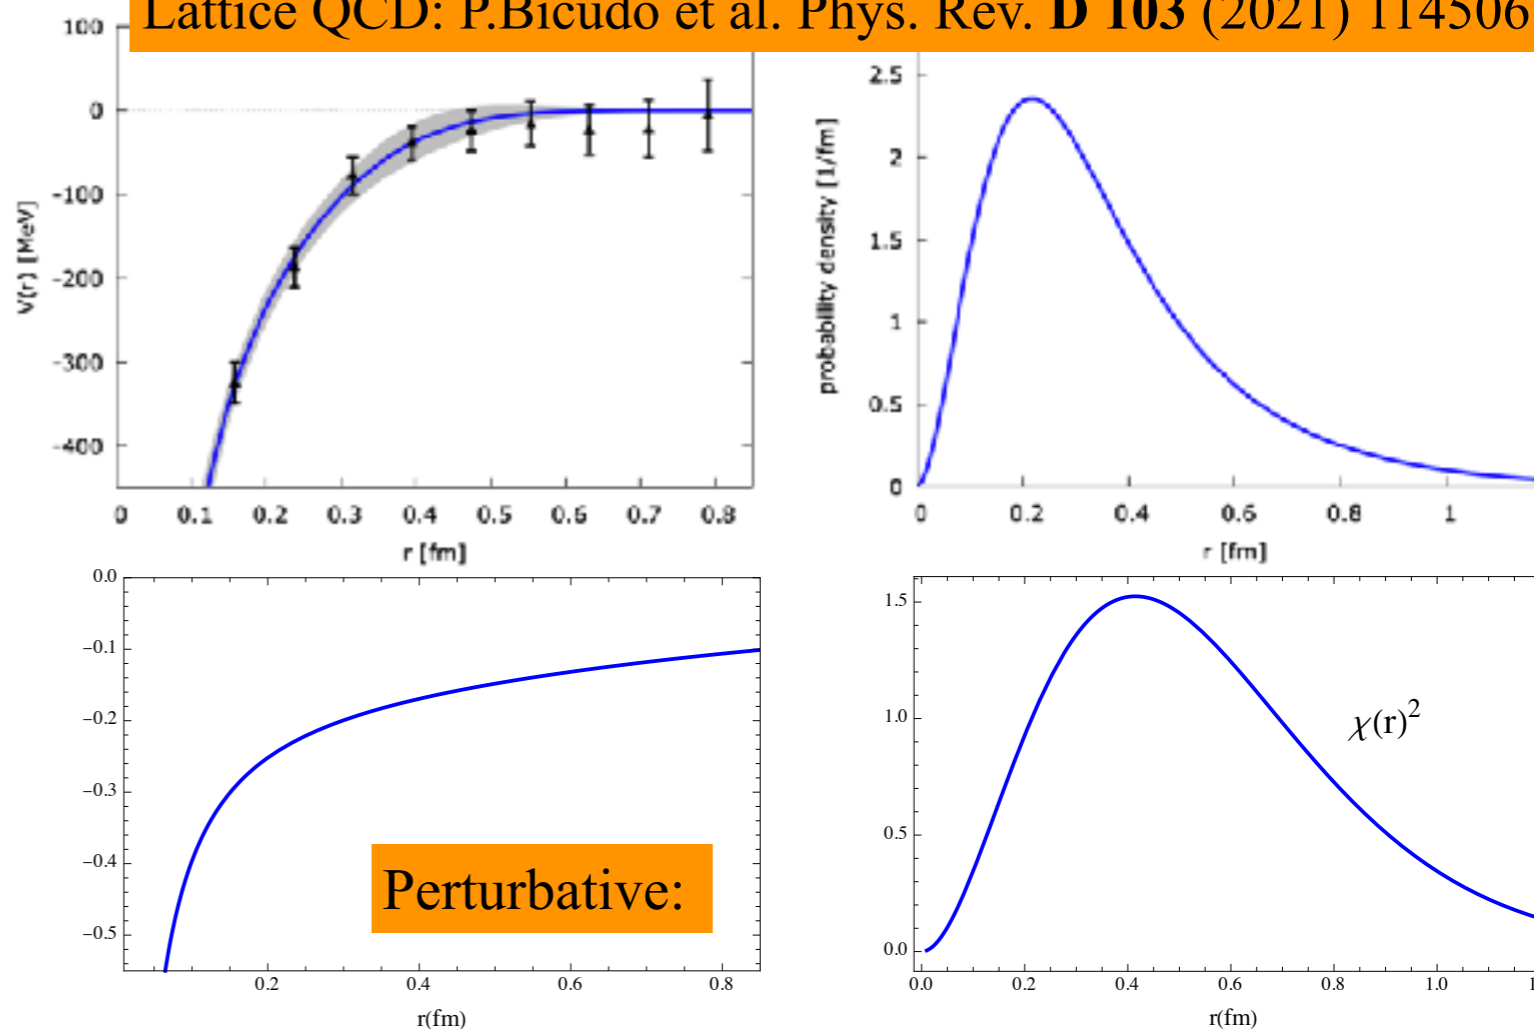 Lattice QCD: P.Bicudo et al. Phys. Rev. D 103 (2021) 114506
100
0
-100
-200
-300
-400
V(r) [MeV]
0 0.1 0.2 0.3 0.4 0.5 0.6 0.7 0.8
r [fm]
2.5
2
1.5
1
0.5
0
probability density [1/fm]
0 0.2 0.4 0.6 0.8 1
r [fm]
0.0
−0.1
−0.2
−0.3
−0.4
−0.5
Perturbative:
0.2 0.4 0.6 0.8
r(fm)
1.5
1.0
0.5
0.0
χ(r)²
0.0 0.2 0.4 0.6 0.8 1.0
r(fm)